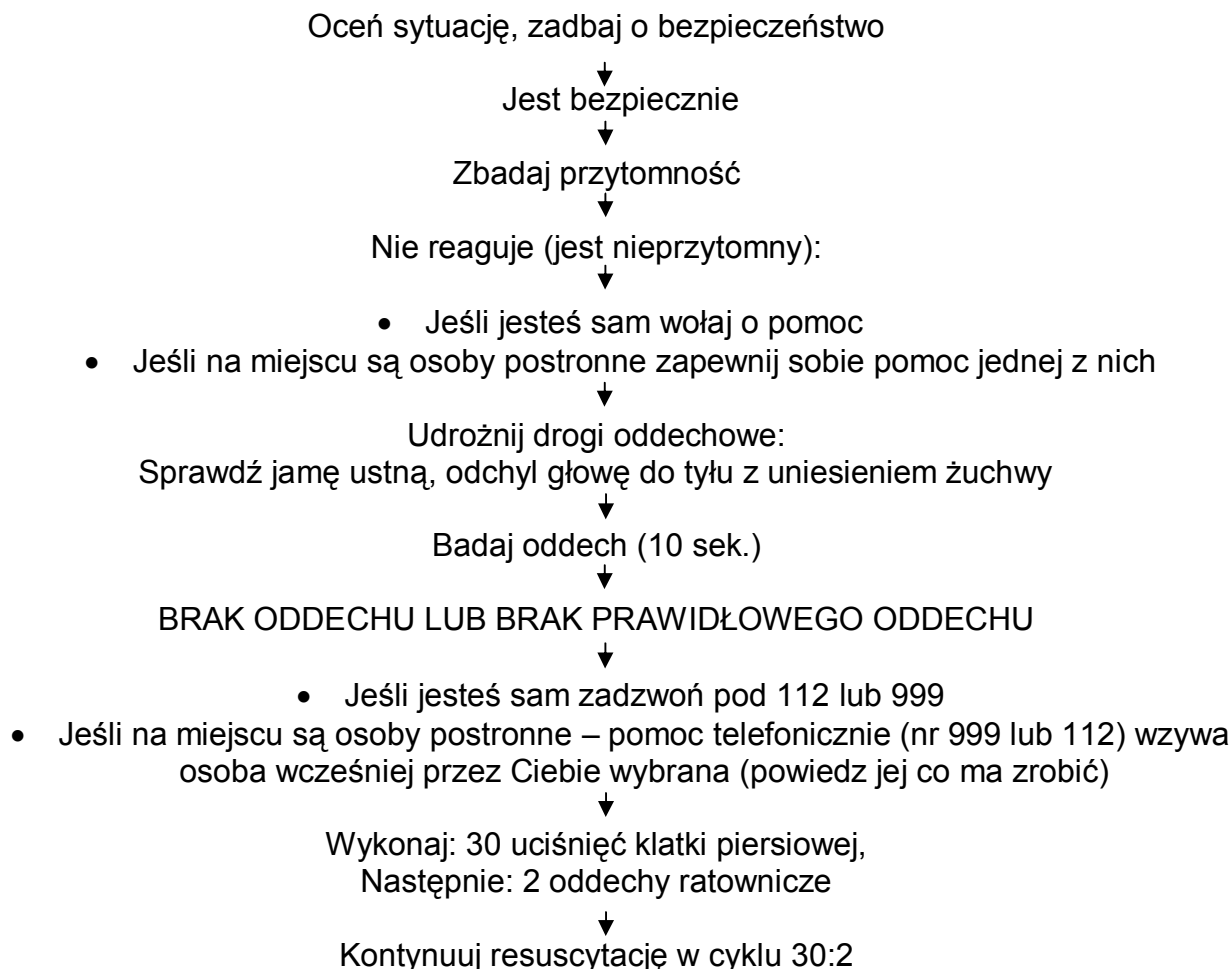 Oceń sytuację, zadbaj o bezpieczeństwo
Jest bezpiecznie
Zbadaj przytomność
Nie reaguje (jest nieprzytomny):
• Jeśli jesteś sam wołaj o pomoc
• Jeśli na miejscu są osoby postronne zapewnij sobie pomoc jednej z nich
Udrożnij drogi oddechowe:
Sprawdź jamę ustną, odchyl głowę do tyłu z uniesieniem żuchwy
Badaj oddech (10 sek.)
BRAK ODDECHU LUB BRAK PRAWIDŁOWEGO ODDECHU
• Jeśli jesteś sam zadzwoń pod 112 lub 999
• Jeśli na miejscu są osoby postronne – pomoc telefonicznie (nr 999 lub 112) wzywa
osoba wcześniej przez Ciebie wybrana (powiedz jej co ma zrobić)
Wykonaj: 30 uciśnięć klatki piersiowej,
Następnie: 2 oddechy ratownicze
Kontynuuj resuscytację w cyklu 30:2